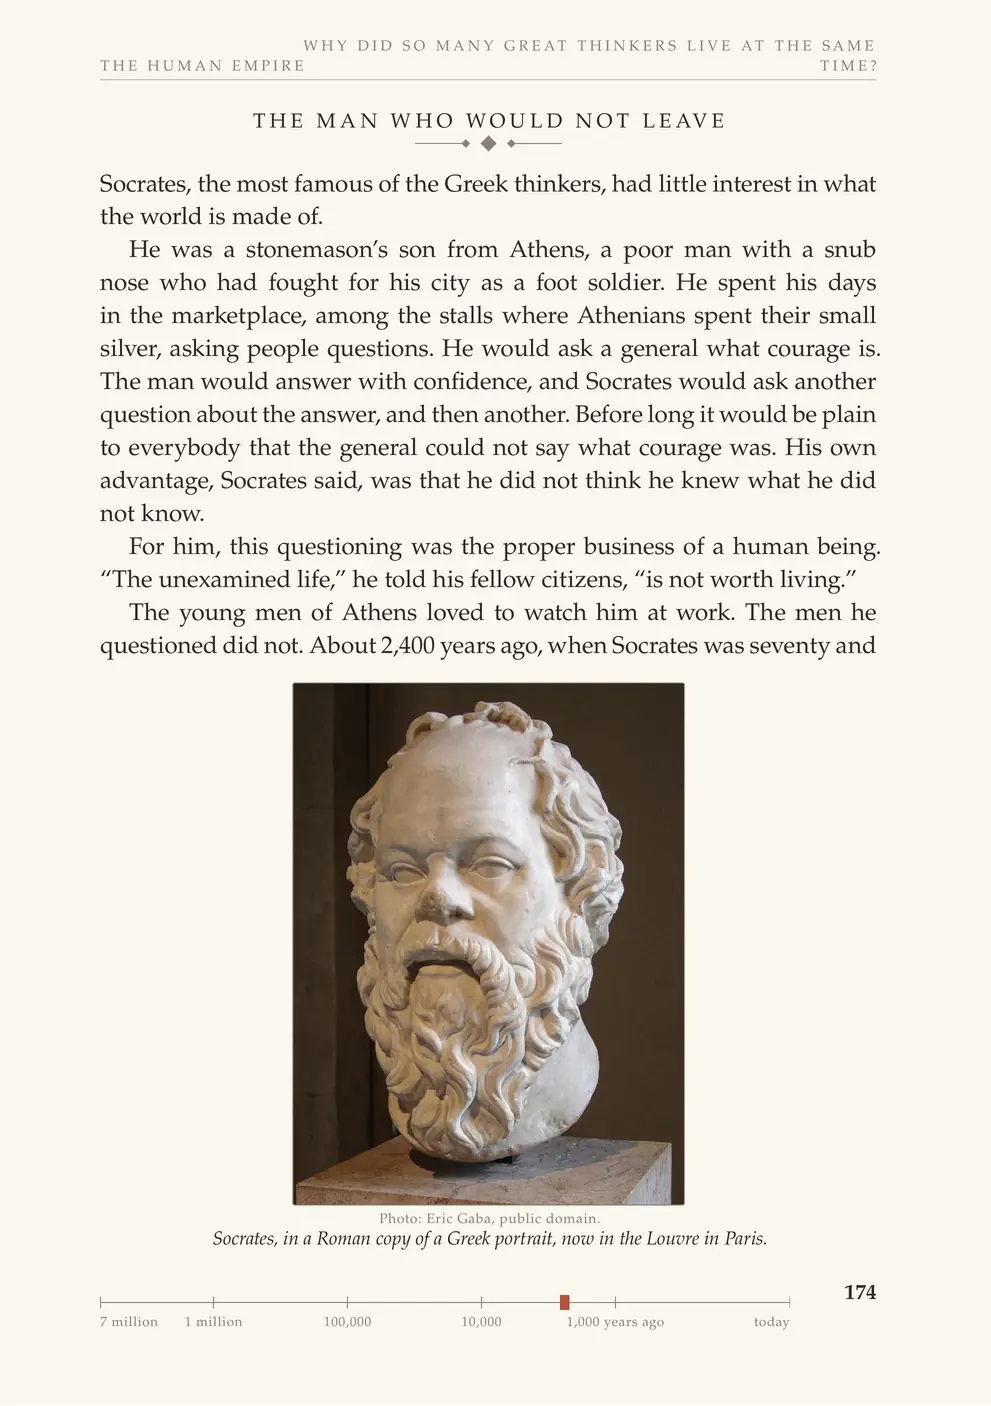 WHY DID SO MANY GREAT THINKERS LIVE AT THE SAME
THE HUMAN EMPIRE TIME?
THE MAN WHO WOULD NOT LEAVE
Socrates, the most famous of the Greek thinkers, had little interest in what
the world is made of.
He was a stonemason’s son from Athens, a poor man with a snub
nose who had fought for his city as a foot soldier. He spent his days
in the marketplace, among the stalls where Athenians spent their small
silver, asking people questions. He would ask a general what courage is.
The man would answer with confidence, and Socrates would ask another
question about the answer, and then another. Before long it would be plain
to everybody that the general could not say what courage was. His own
advantage, Socrates said, was that he did not think he knew what he did
not know.
For him, this questioning was the proper business of a human being.
“The unexamined life,” he told his fellow citizens, “is not worth living.”
The young men of Athens loved to watch him at work. The men he
questioned did not. About 2,400 years ago, when Socrates was seventy and
Photo: Eric Gaba, public domain.
Socrates, in a Roman copy of a Greek portrait, now in the Louvre in Paris.
174
7 million 1 million 100,000 10,000 1,000 years ago today